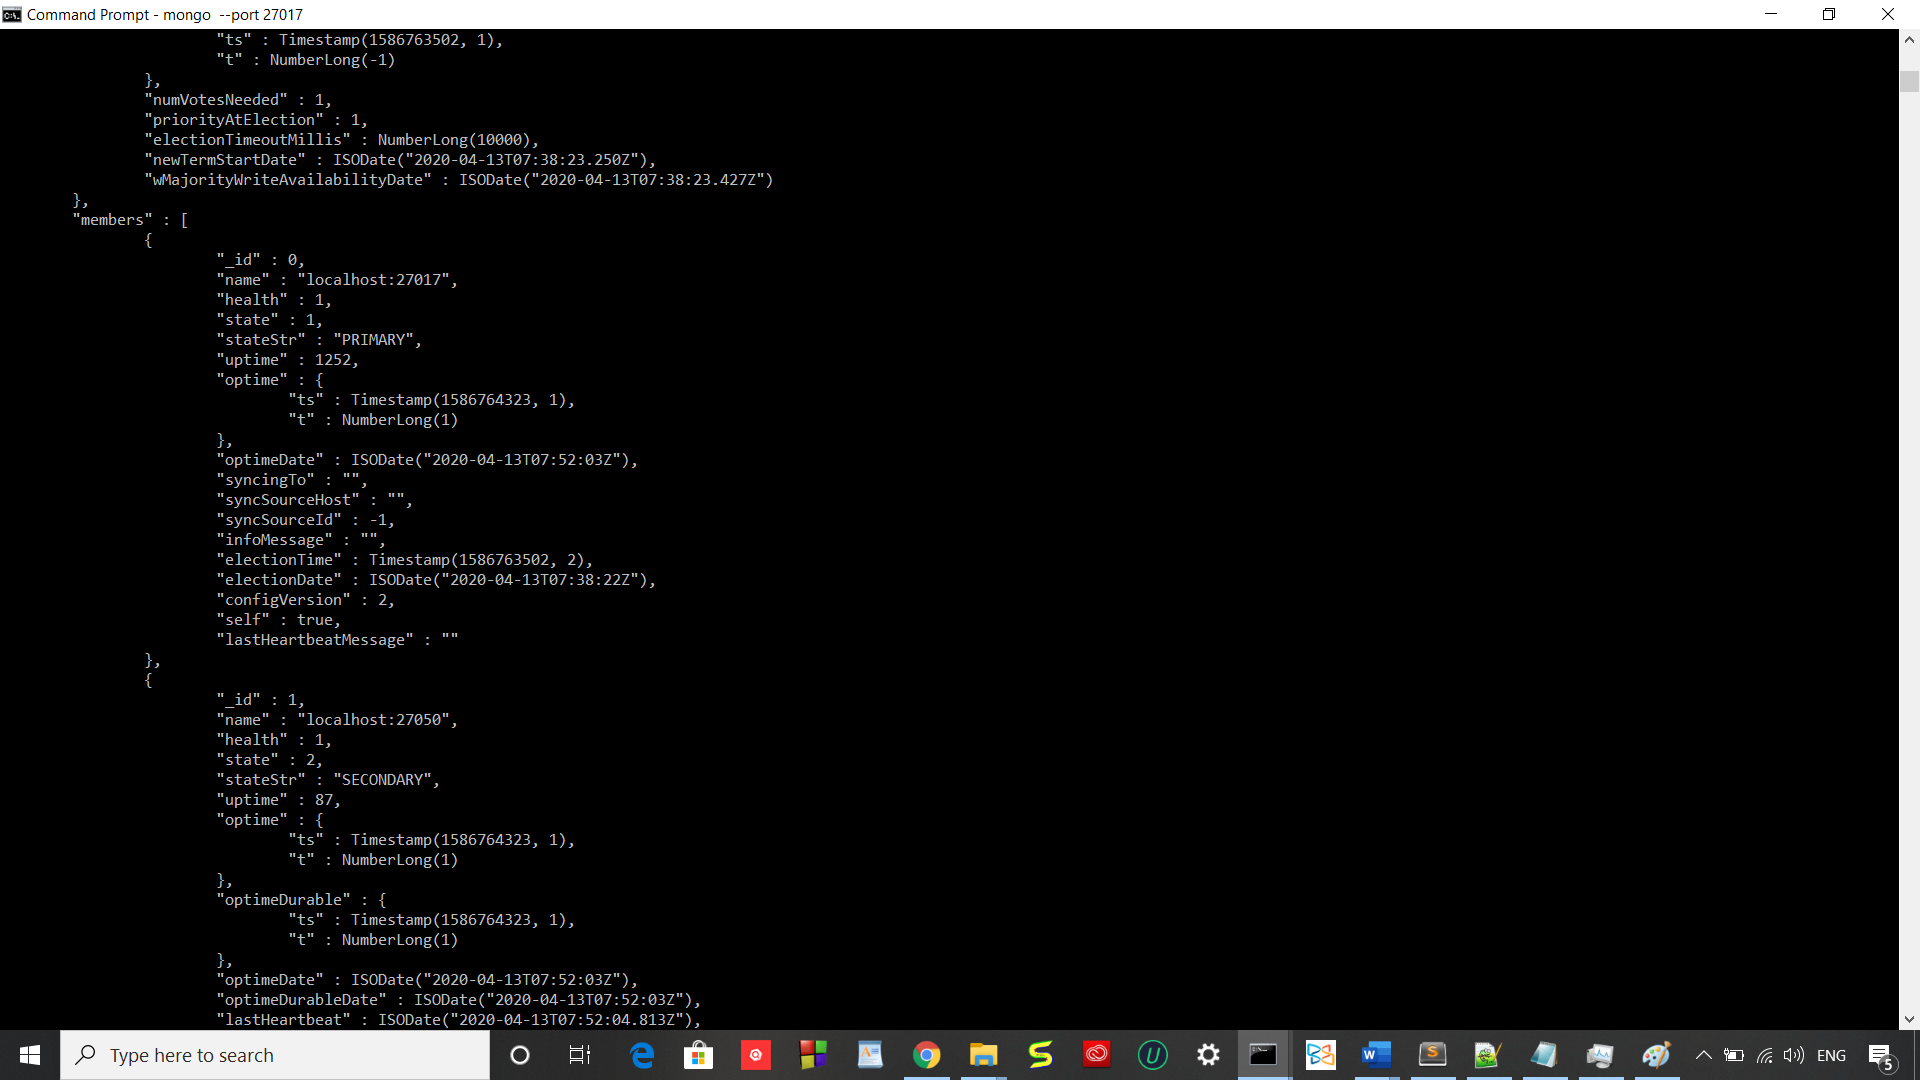 Command Prompt - mongo  --port 27017
"ts" : Timestamp(1586763502, 1),
"t" : NumberLong(-1)
},
"numVotesNeeded" : 1,
"priorityAtElection" : 1,
"electionTimeoutMillis" : NumberLong(10000),
"newTermStartDate" : ISODate("2020-04-13T07:38:23.250Z"),
"wMajorityWriteAvailabilityDate" : ISODate("2020-04-13T07:38:23.427Z")
},
"members" : [
{
"_id" : 0,
"name" : "localhost:27017",
"health" : 1,
"state" : 1,
"stateStr" : "PRIMARY",
"uptime" : 1252,
"optime" : {
"ts" : Timestamp(1586764323, 1),
"t" : NumberLong(1)
},
"optimeDate" : ISODate("2020-04-13T07:52:03Z"),
"syncingTo" : "",
"syncSourceHost" : "",
"syncSourceId" : -1,
"infoMessage" : "",
"electionTime" : Timestamp(1586763502, 2),
"electionDate" : ISODate("2020-04-13T07:38:22Z"),
"configVersion" : 2,
"self" : true,
"lastHeartbeatMessage" : ""
},
{
"_id" : 1,
"name" : "localhost:27050",
"health" : 1,
"state" : 2,
"stateStr" : "SECONDARY",
"uptime" : 87,
"optime" : {
"ts" : Timestamp(1586764323, 1),
"t" : NumberLong(1)
},
"optimeDurable" : {
"ts" : Timestamp(1586764323, 1),
"t" : NumberLong(1)
},
"optimeDate" : ISODate("2020-04-13T07:52:03Z"),
"optimeDurableDate" : ISODate("2020-04-13T07:52:03Z"),
"lastHeartbeat" : ISODate("2020-04-13T07:52:04.813Z"),
Type here to search
ENG
5